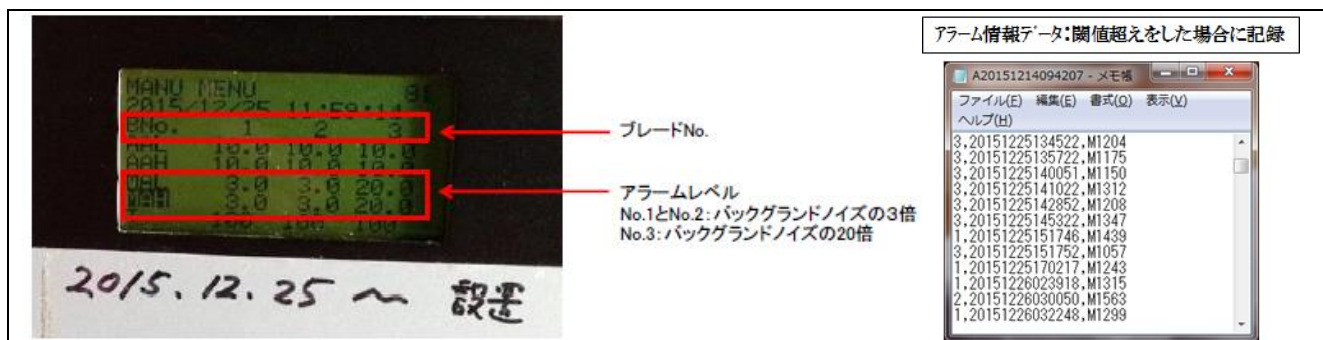 MANU MENU
2015/12/25 11:59:14
BNo. 1 2 3
AAL 10.0 10.0 10.0
AAH 10.0 10.0 10.0
MAL 3.0 3.0 20.0
MAH 3.0 3.0 20.0
100 100 100
2015.12.25 ~ 設置
ブレードNo.
アラームレベル
No.1とNo.2:バックグランドノイズの3倍
No.3:バックグランドノイズの20倍
アラーム情報データ:閾値超えをした場合に記録
A20151214094207 - メモ帳
ファイル(F) 編集(E) 書式(O) 表示(V)
ヘルプ(H)
3,20151225134522,M1204
3,20151225135722,M1175
3,20151225140051,M1150
3,20151225141022,M1312
3,20151225142852,M1208
3,20151225145322,M1347
1,20151225151746,M1439
3,20151225151752,M1057
1,20151225170217,M1243
1,20151226023918,M1315
2,20151226030050,M1563
1,20151226032248,M1299